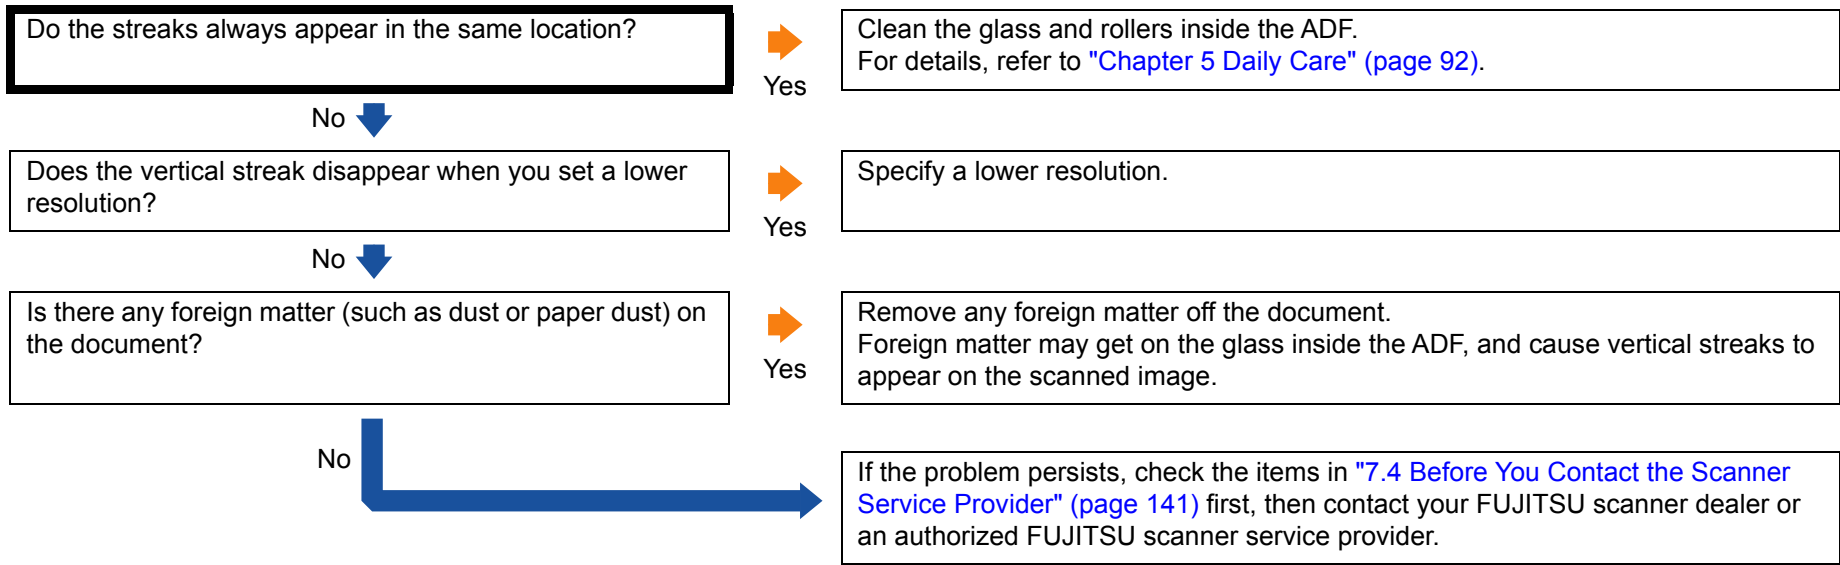 Do the streaks always appear in the same location?
Yes
Clean the glass and rollers inside the ADF.
For details, refer to "Chapter 5 Daily Care" (page 92).
No
Does the vertical streak disappear when you set a lower
resolution?
Yes
Specify a lower resolution.
No
Is there any foreign matter (such as dust or paper dust) on
the document?
Yes
Remove any foreign matter off the document.
Foreign matter may get on the glass inside the ADF, and cause vertical streaks to
appear on the scanned image.
No
If the problem persists, check the items in "7.4 Before You Contact the Scanner
Service Provider" (page 141) first, then contact your FUJITSU scanner dealer or
an authorized FUJITSU scanner service provider.